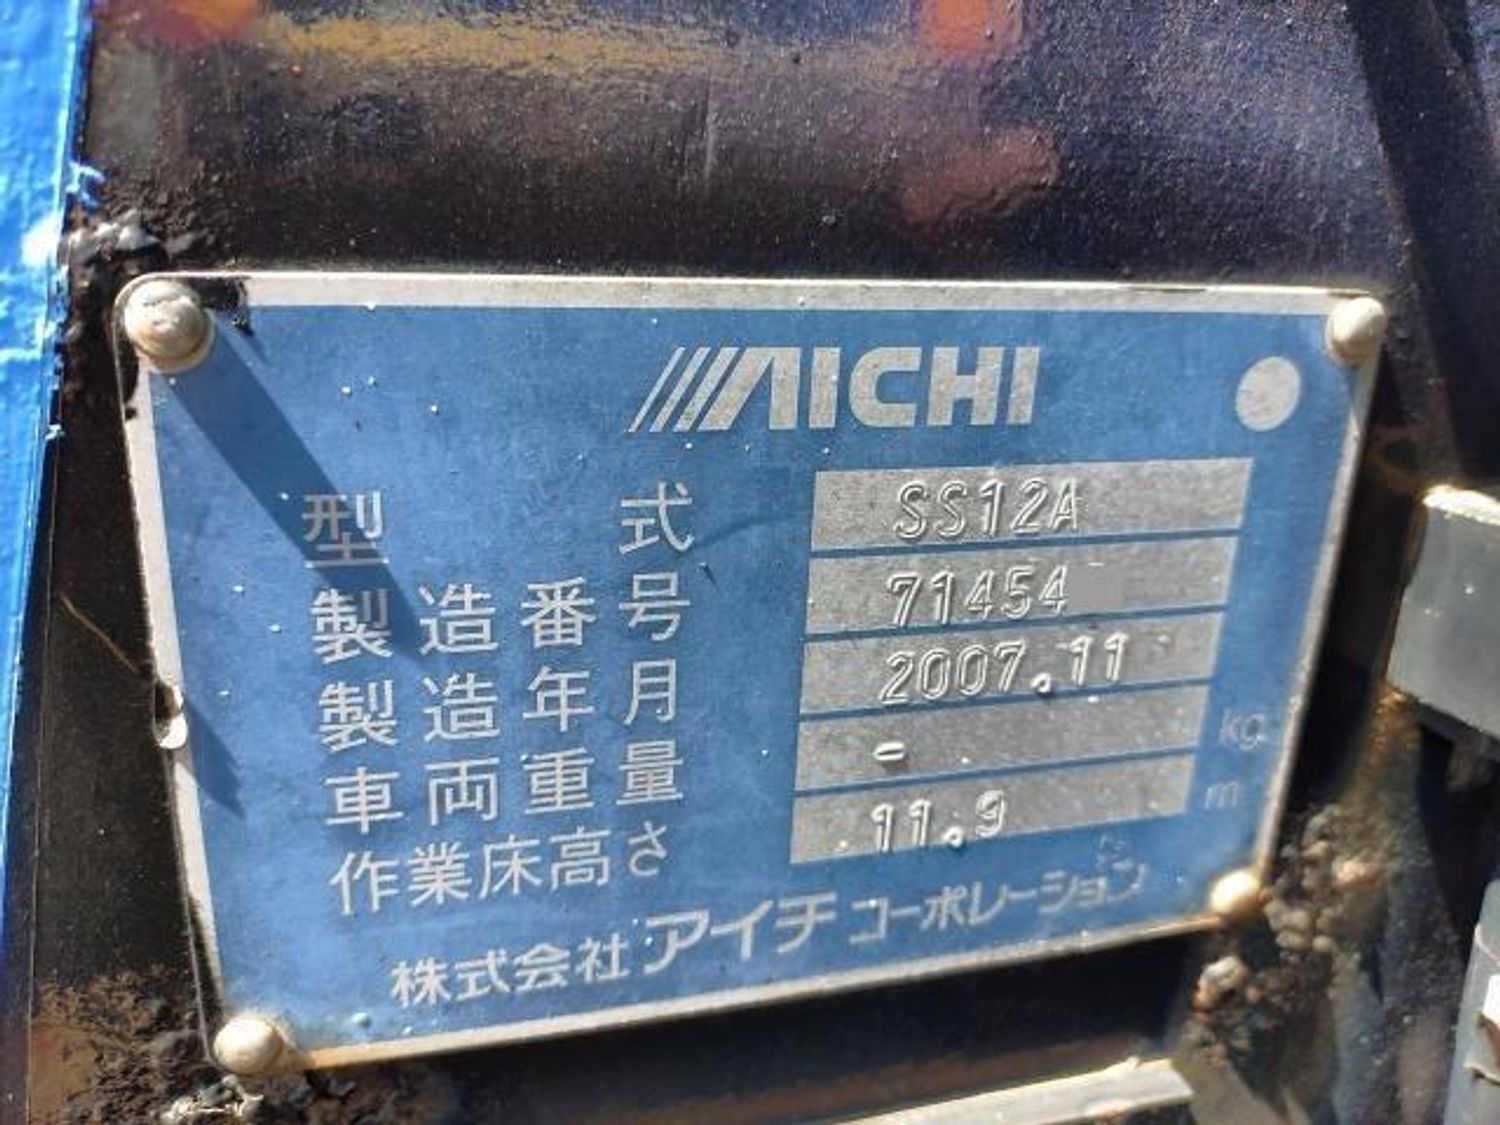 AICHI
型式 SS12A
製造番号 71454
製造年月 2007.11
車両重量 - kg
作業床高さ 11.9 m
株式会社アイチコーポレーション